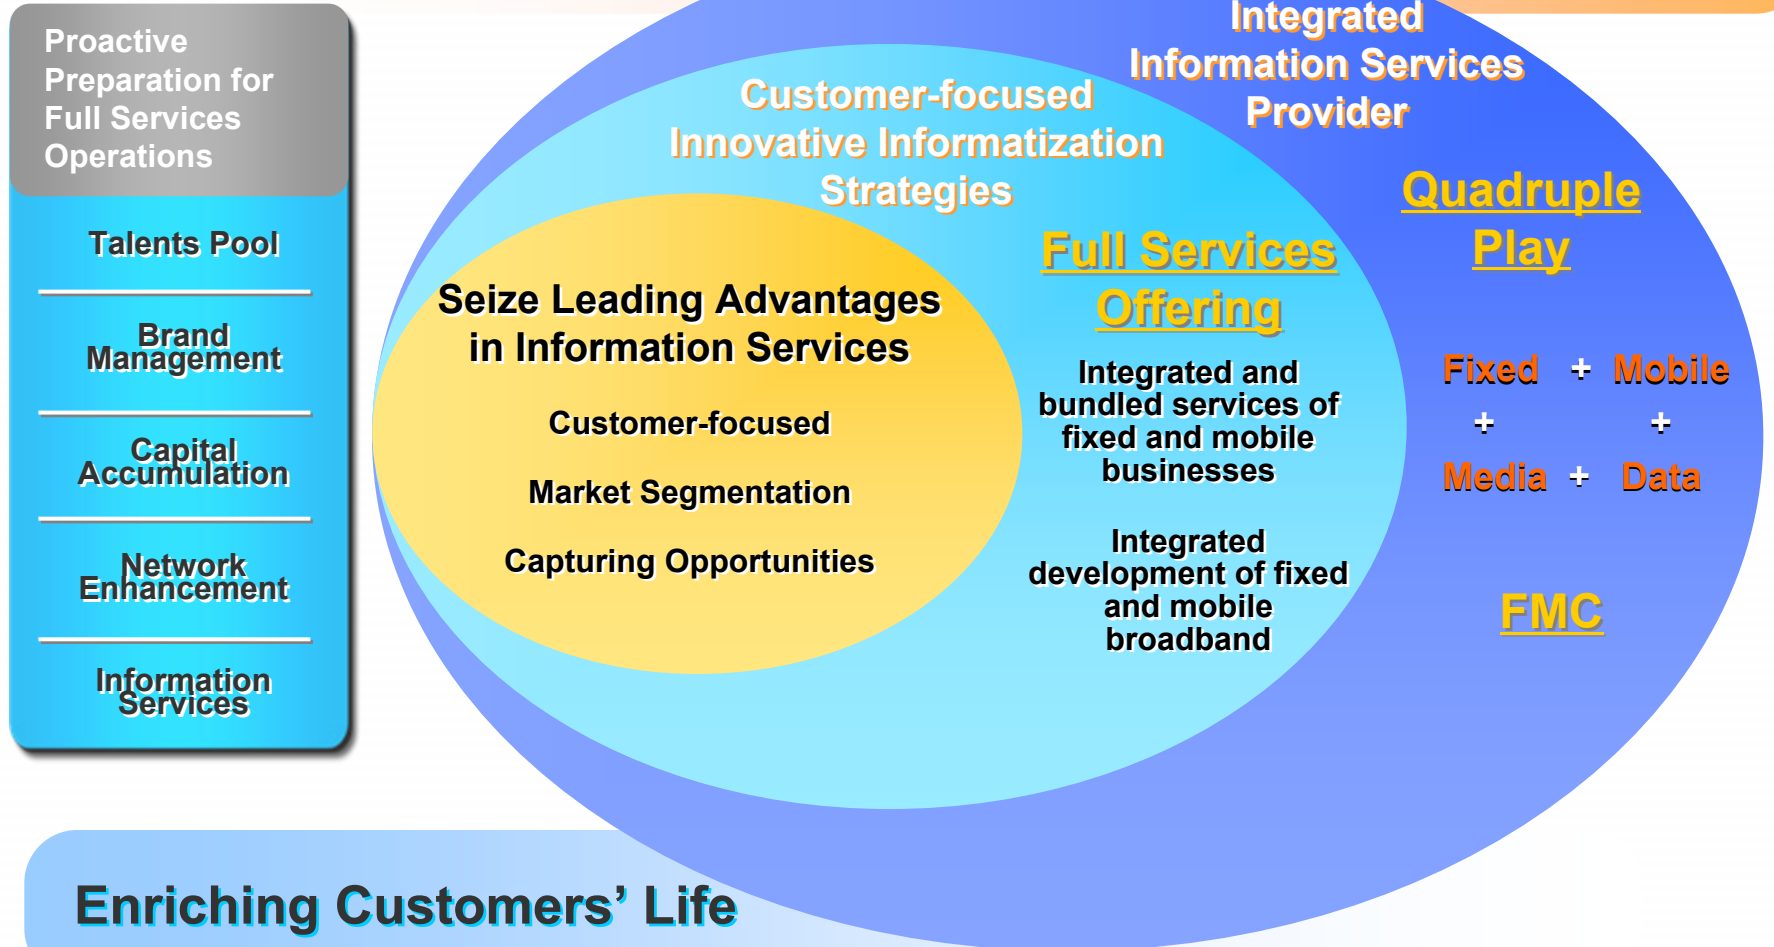 Proactive
Preparation for
Full Services
Operations
Talents Pool
Brand
Management
Capital
Accumulation
Network
Enhancement
Information
Services
Integrated
Information Services
Provider
Customer-focused
Innovative Informatization
Strategies
Seize Leading Advantages
in Information Services
Customer-focused
Market Segmentation
Capturing Opportunities
Full Services
Offering
Integrated and
bundled services of
fixed and mobile
businesses
Integrated
development of fixed
and mobile
broadband
Quadruple
Play
Fixed + Mobile
+ +
Media + Data
FMC
Enriching Customers’ Life